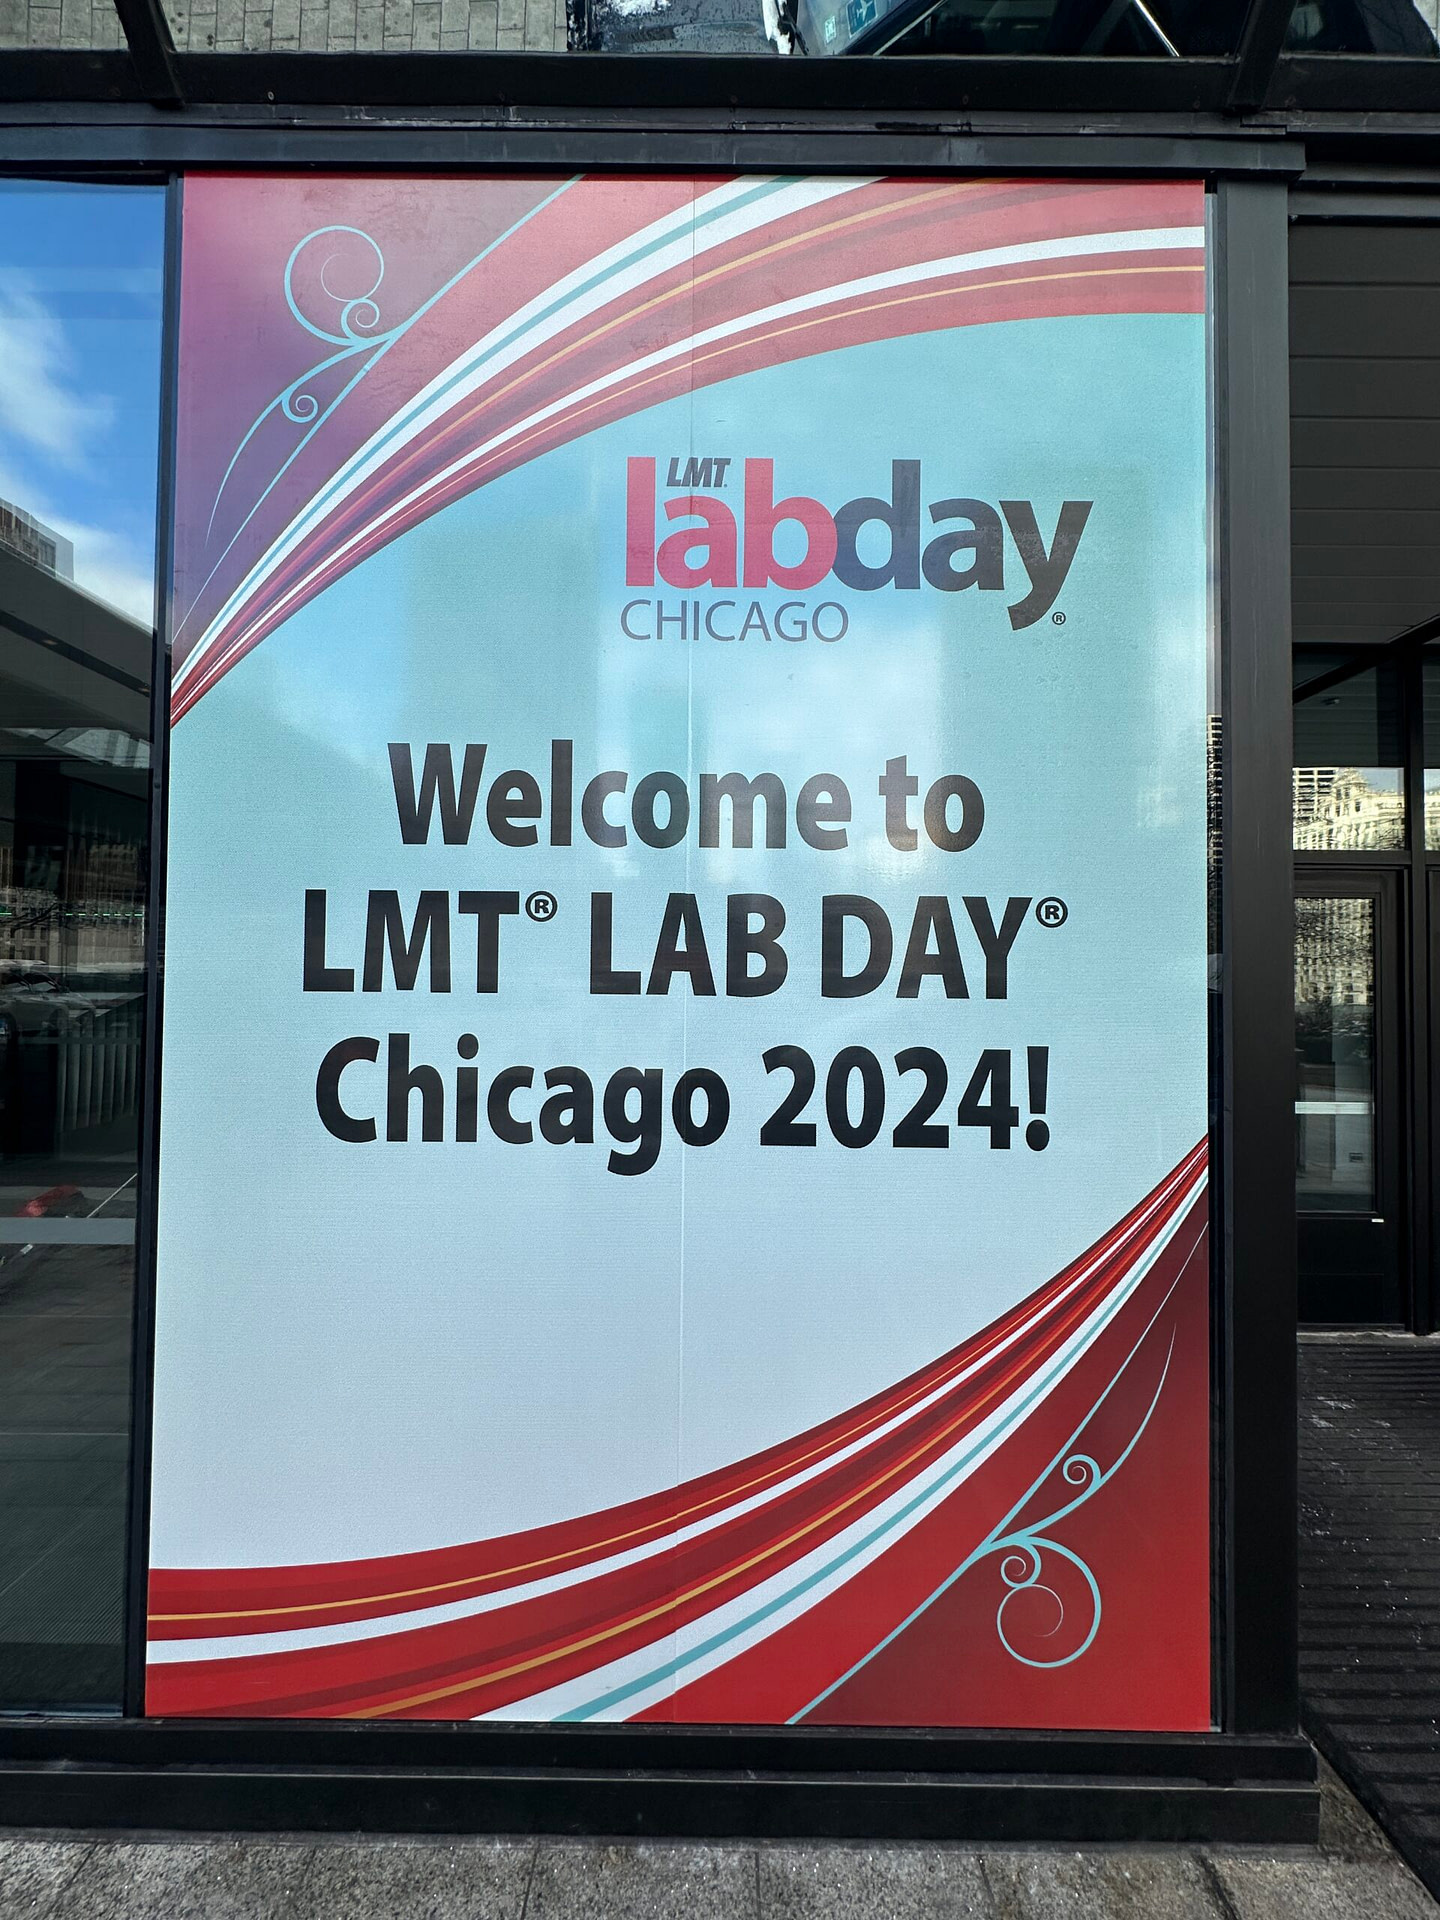 LMT
labday®
CHICAGO
Welcome to
LMT® LAB DAY®
Chicago 2024!